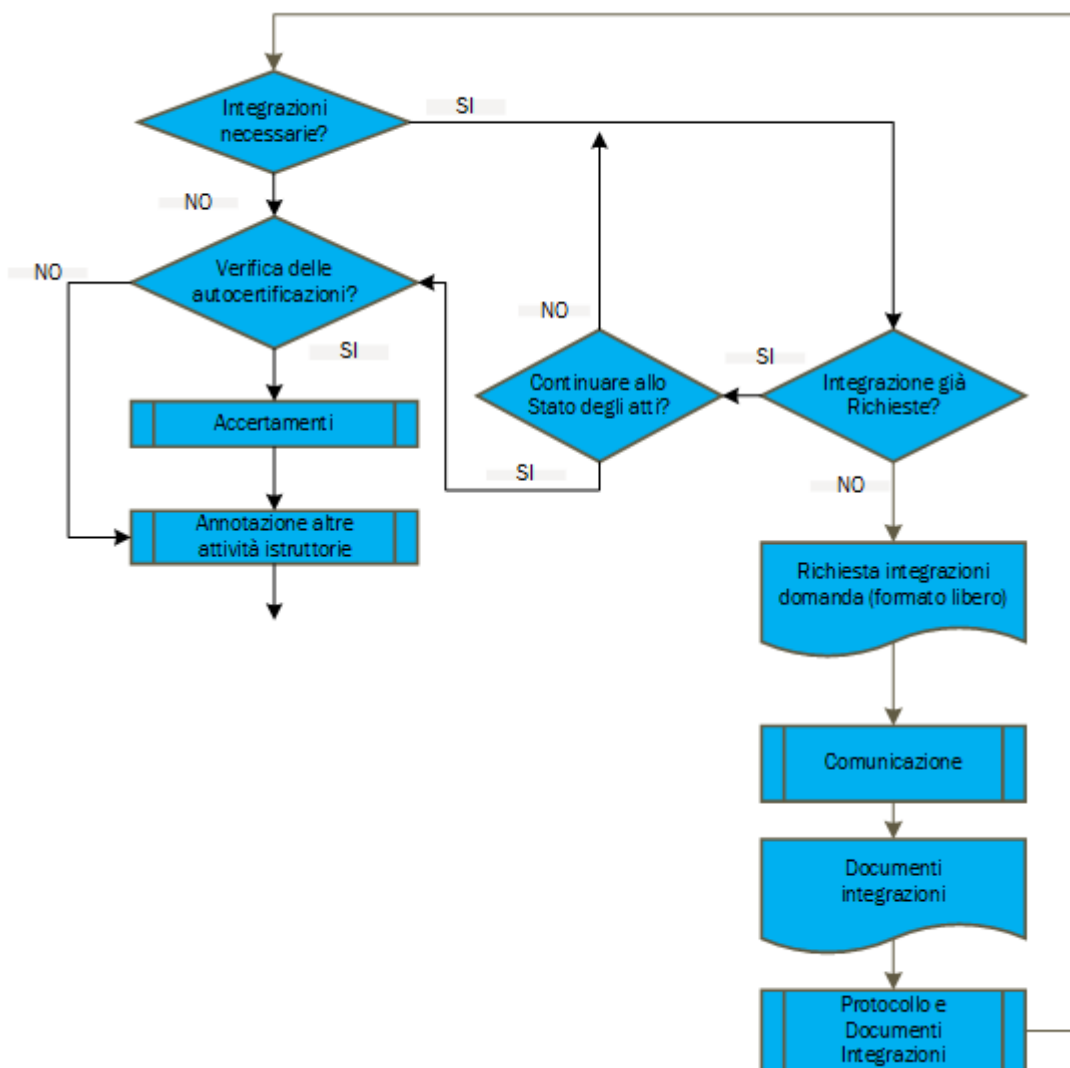 Integrazioni
necessarie?
SI
NO
Verifica delle
autocertificazioni?
NO
SI
Accertamenti
Annotazione altre
attività istruttorie
NO
Continuare allo
Stato degli atti?
SI
SI
Integrazione già
Richieste?
NO
Richiesta integrazioni
domanda (formato libero)
Comunicazione
Documenti
integrazioni
Protocollo e
Documenti
Integrazioni